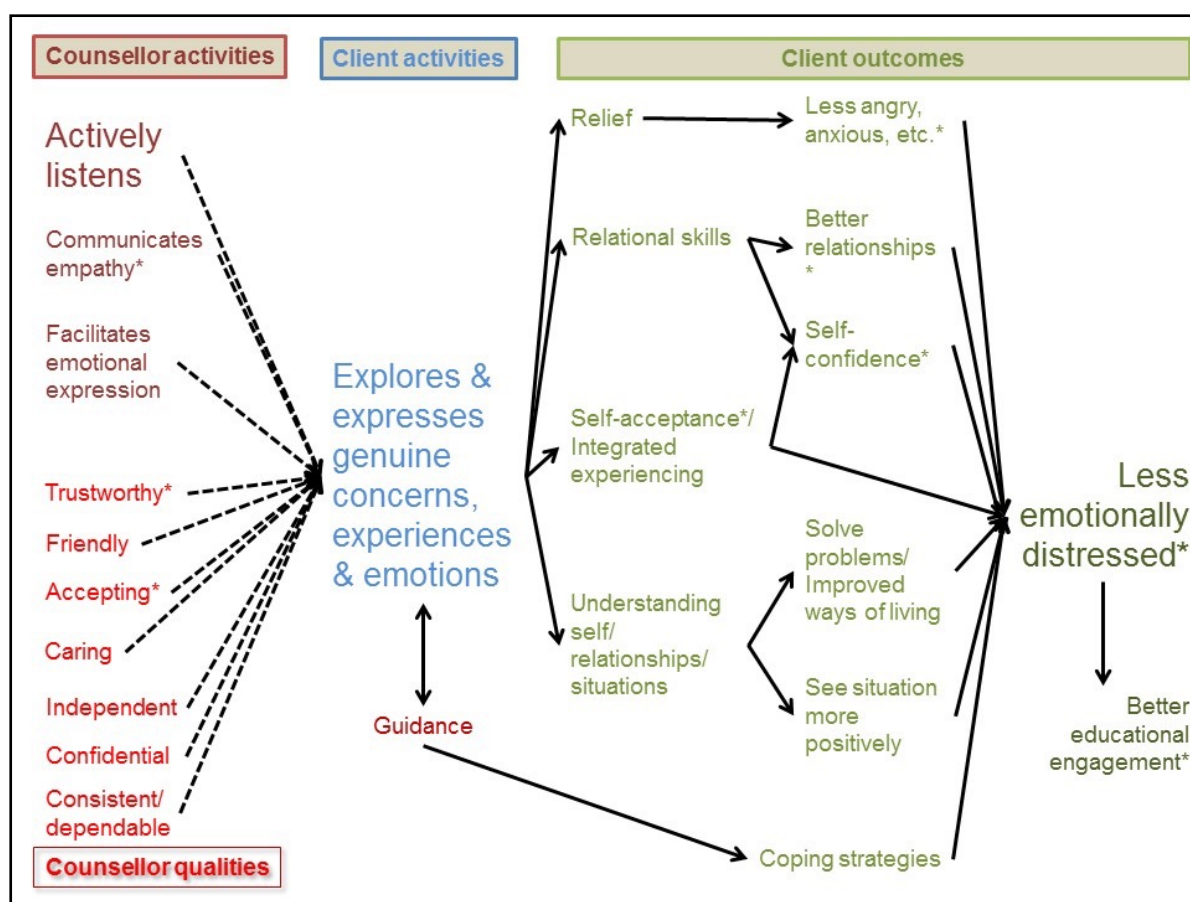 Counsellor activities
Client activities
Client outcomes
Actively
listens
Communicates
empathy*
Facilitates
emotional
expression
Trustworthy*
Friendly
Accepting*
Caring
Independent
Confidential
Consistent/
dependable
Counsellor qualities
Explores &
expresses
genuine
concerns,
experiences
& emotions
Guidance
Relief
Relational skills
Self-acceptance*/
Integrated
experiencing
Understanding
self/
relationships/
situations
Less angry,
anxious, etc.*
Better
relationships
*
Self-
confidence*
Solve
problems/
Improved
ways of living
See situation
more
positively
Coping strategies
Less
emotionally
distressed*
Better
educational
engagement*